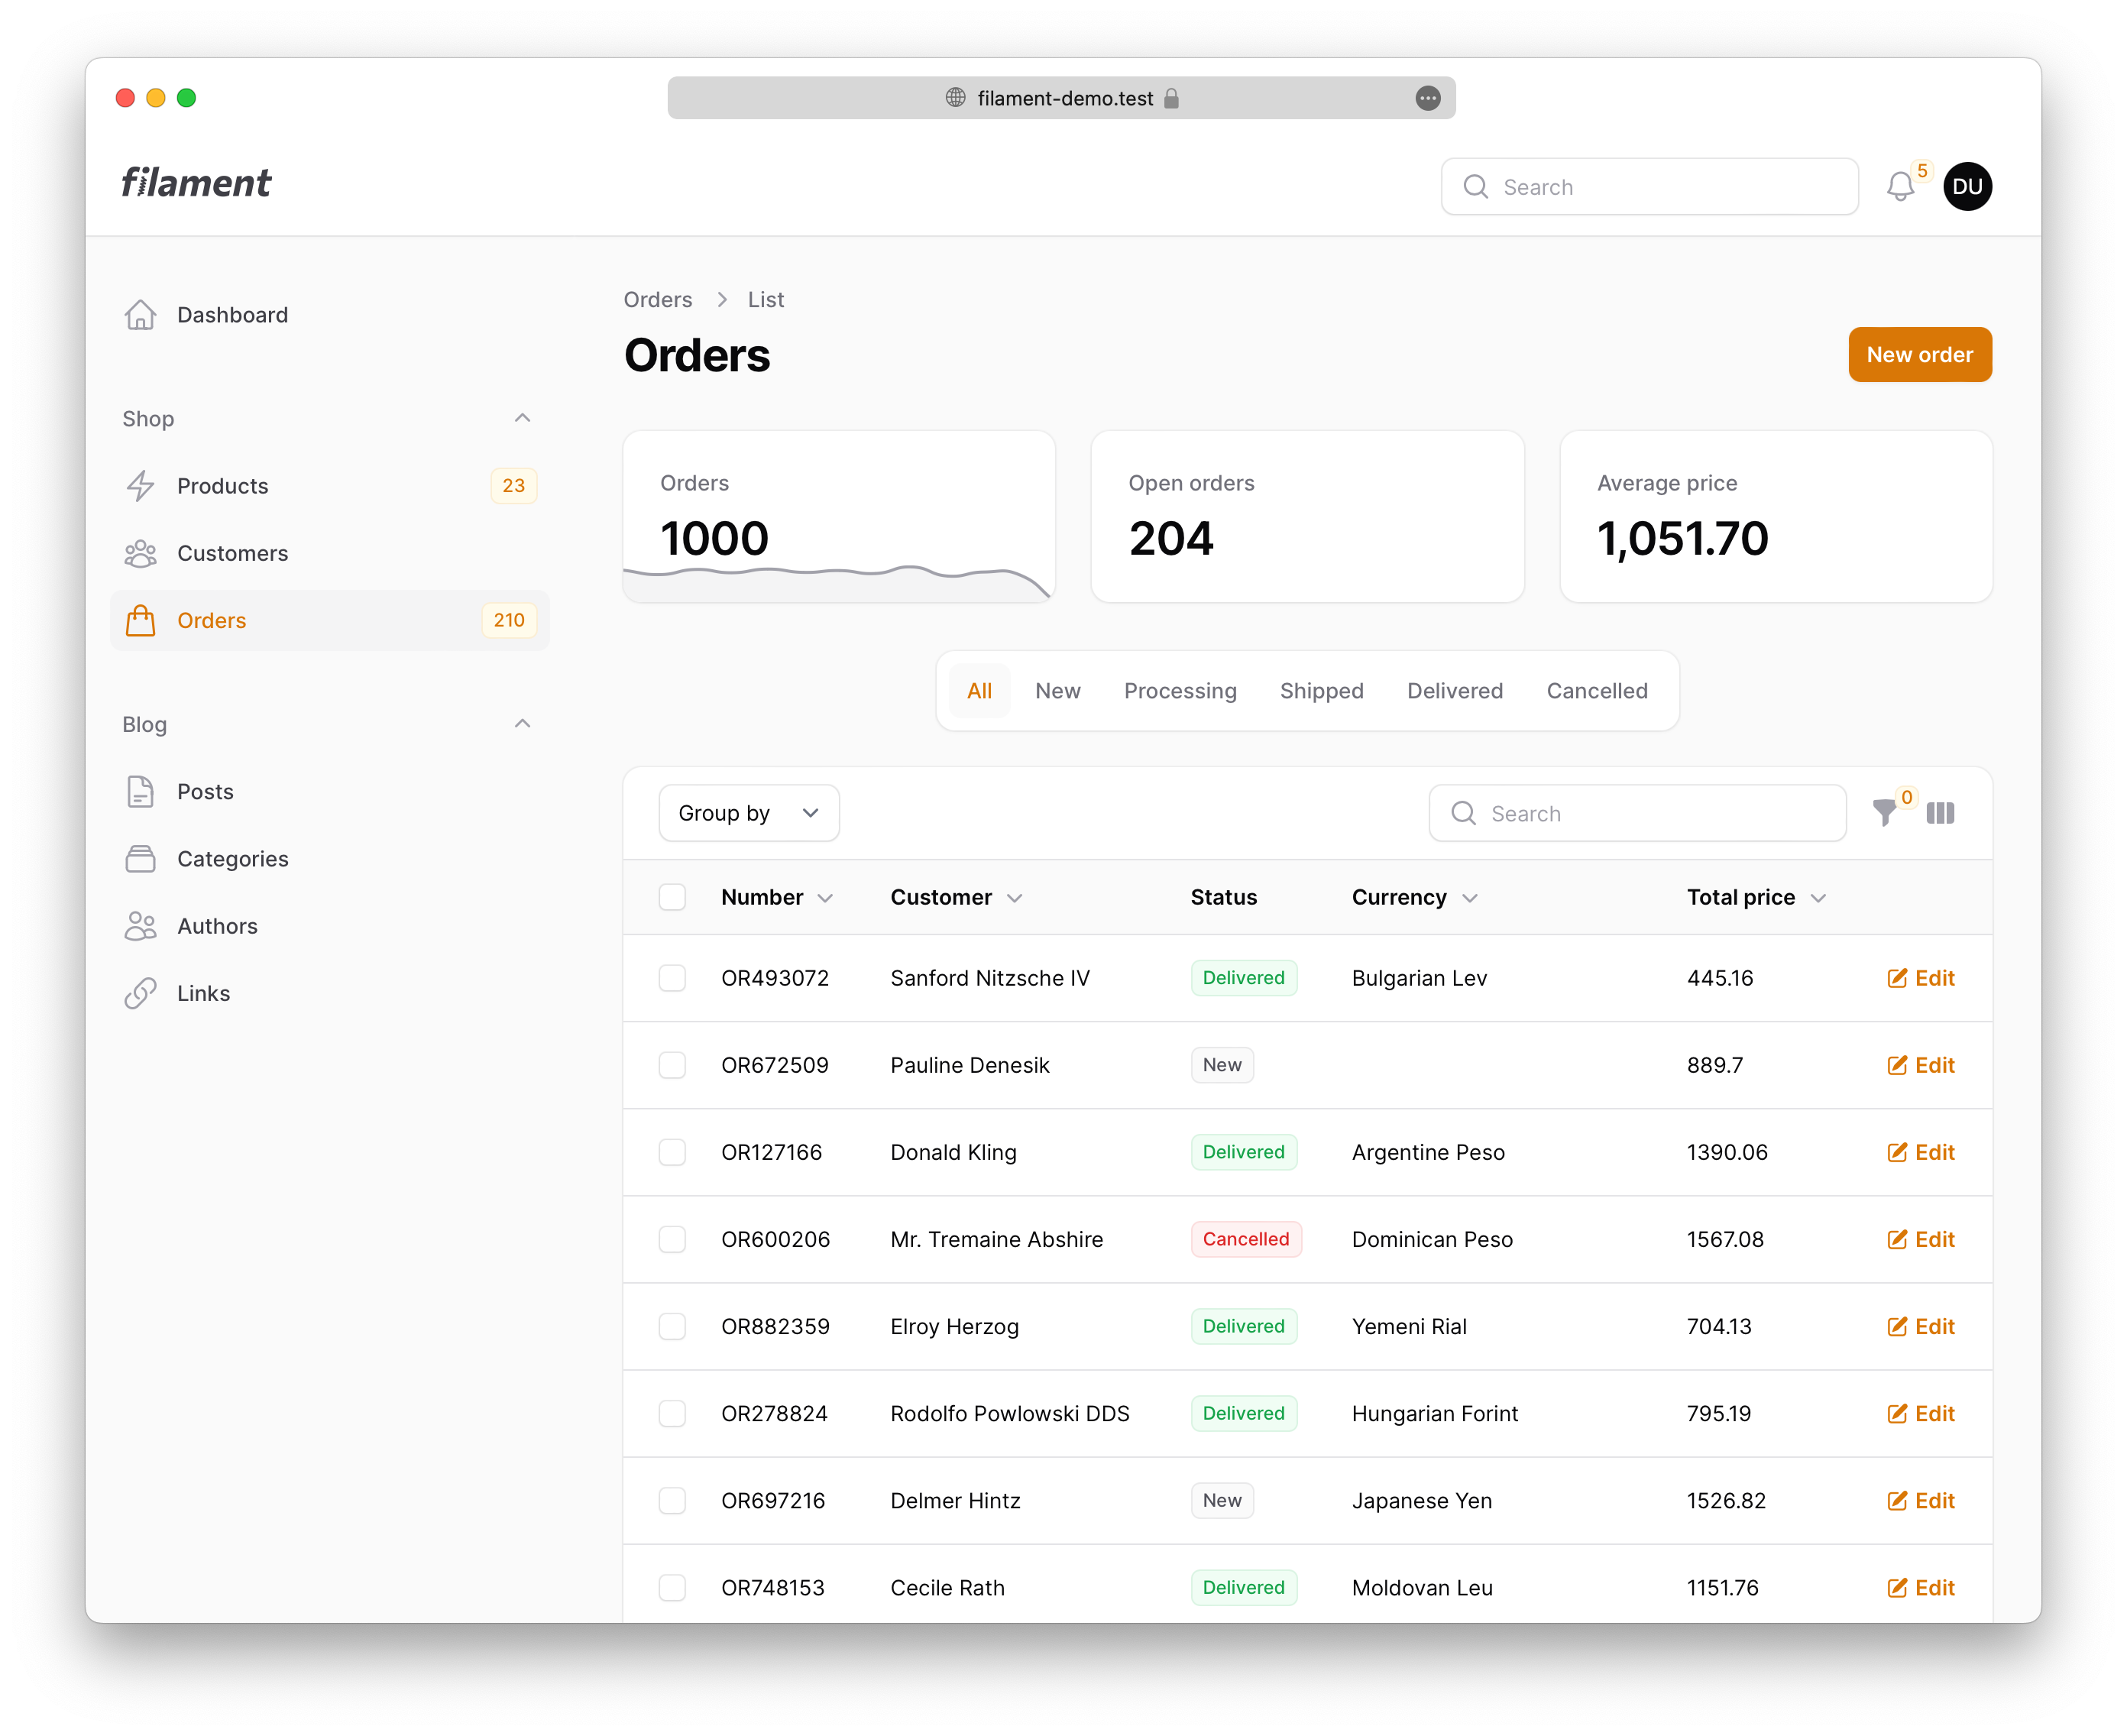 filament-demo.test
filament
Search
5
DU
Dashboard
Shop
Products 23
Customers
Orders 210
Blog
Posts
Categories
Authors
Links
Orders > List
Orders
New order
Orders
1000
Open orders
204
Average price
1,051.70
All New Processing Shipped Delivered Cancelled
Group by
Search
0
Number Customer Status Currency Total price
OR493072 Sanford Nitzsche IV Delivered Bulgarian Lev 445.16 Edit
OR672509 Pauline Denesik New 889.7 Edit
OR127166 Donald Kling Delivered Argentine Peso 1390.06 Edit
OR600206 Mr. Tremaine Abshire Cancelled Dominican Peso 1567.08 Edit
OR882359 Elroy Herzog Delivered Yemeni Rial 704.13 Edit
OR278824 Rodolfo Powlowski DDS Delivered Hungarian Forint 795.19 Edit
OR697216 Delmer Hintz New Japanese Yen 1526.82 Edit
OR748153 Cecile Rath Delivered Moldovan Leu 1151.76 Edit